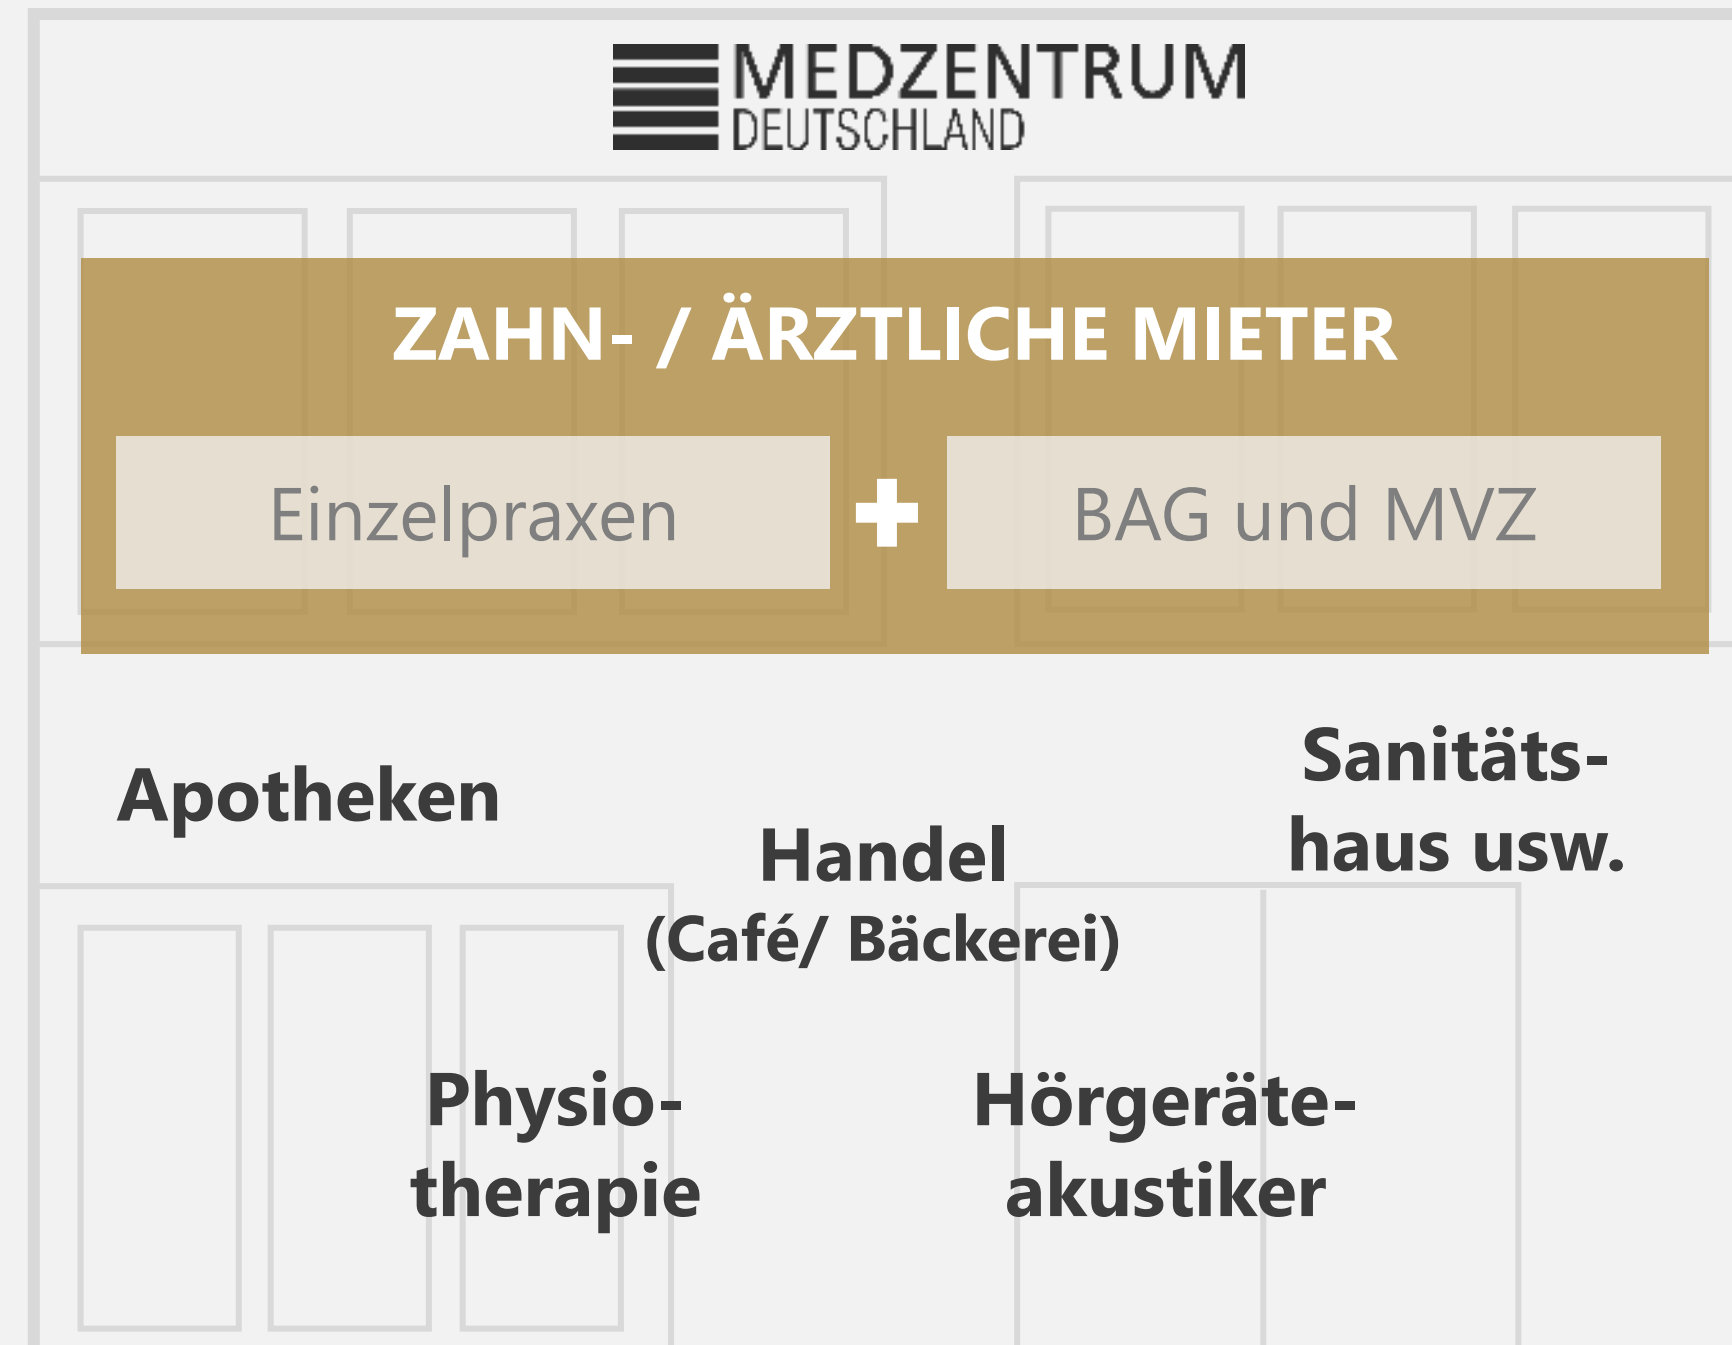 MEDZENTRUM
DEUTSCHLAND
ZAHN- / ÄRZTLICHE MIETER
Einzelpraxen
BAG und MVZ
Apotheken
Sanitäts-
haus usw.
Handel
(Café/ Bäckerei)
Physio-
therapie
Hörgeräte-
akustiker